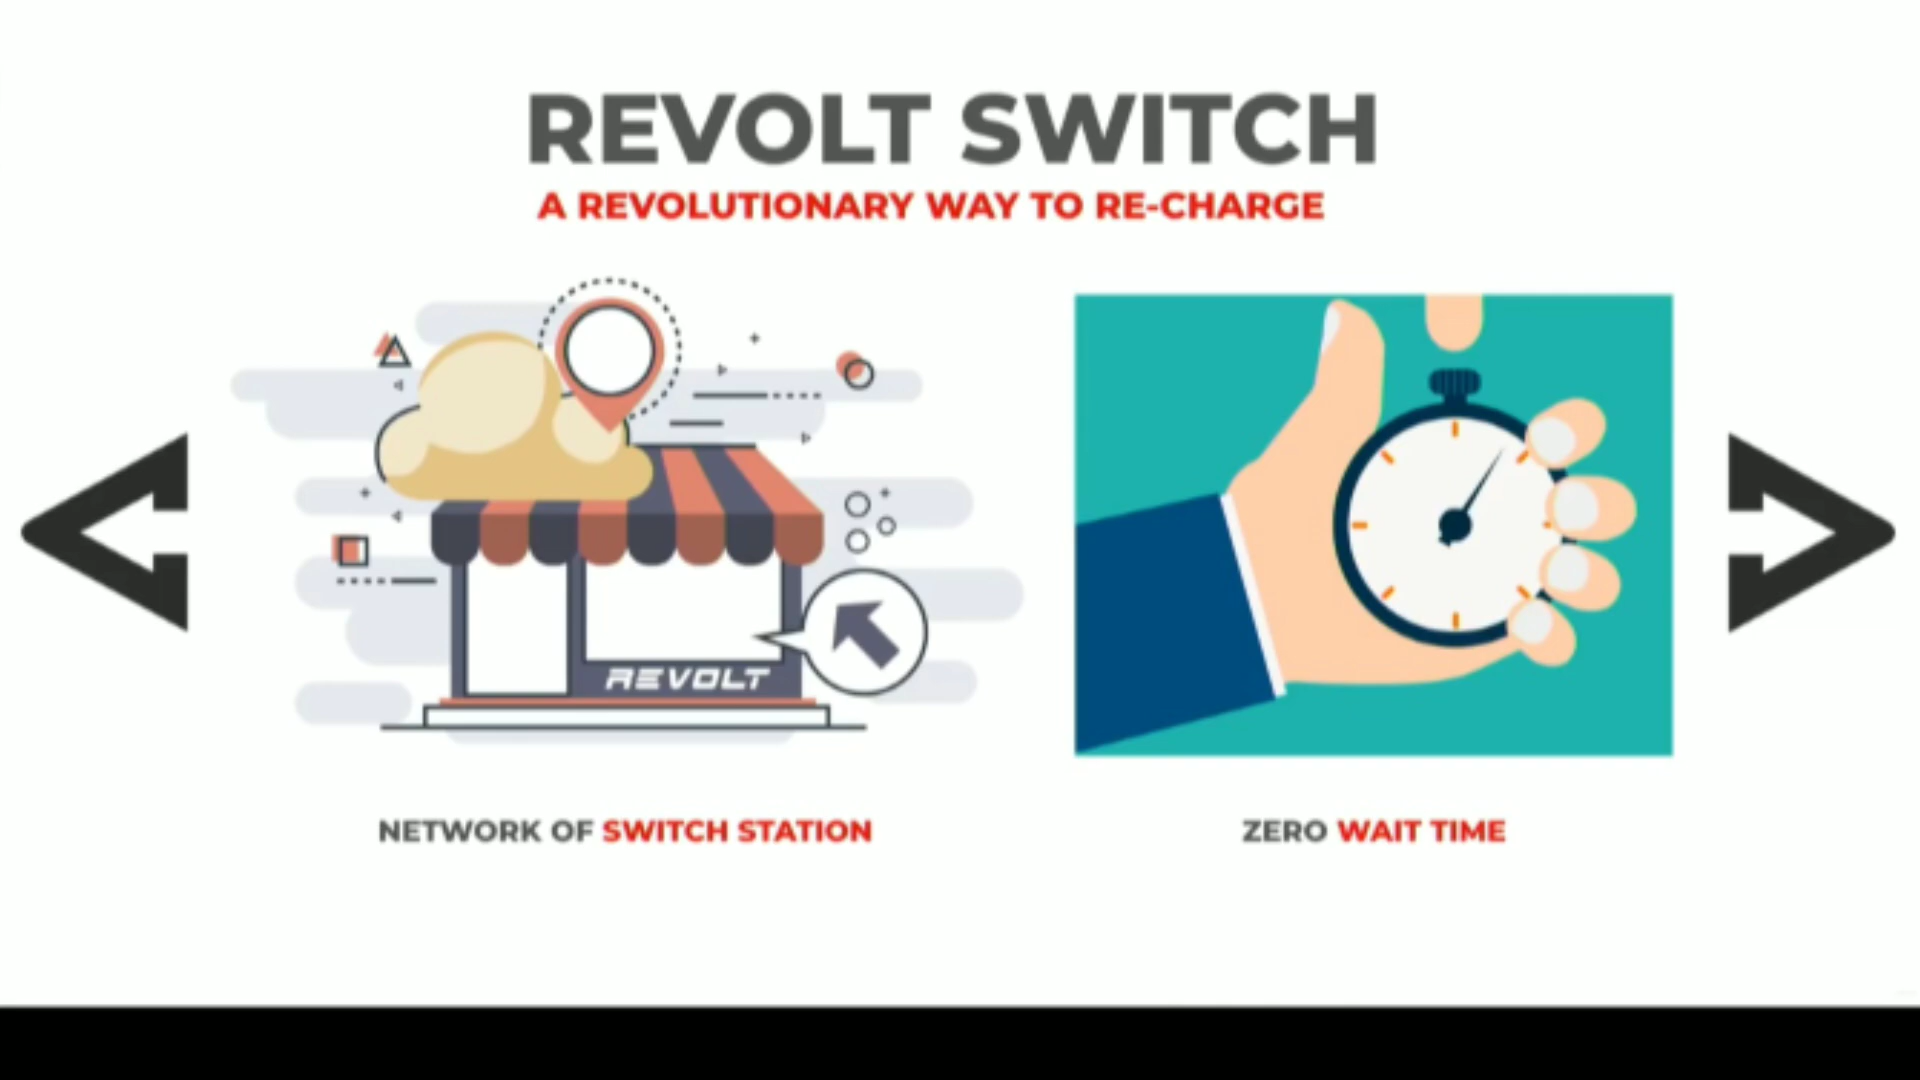 REVOLT SWITCH
A REVOLUTIONARY WAY TO RE-CHARGE
REVOLT
NETWORK OF SWITCH STATION
ZERO WAIT TIME